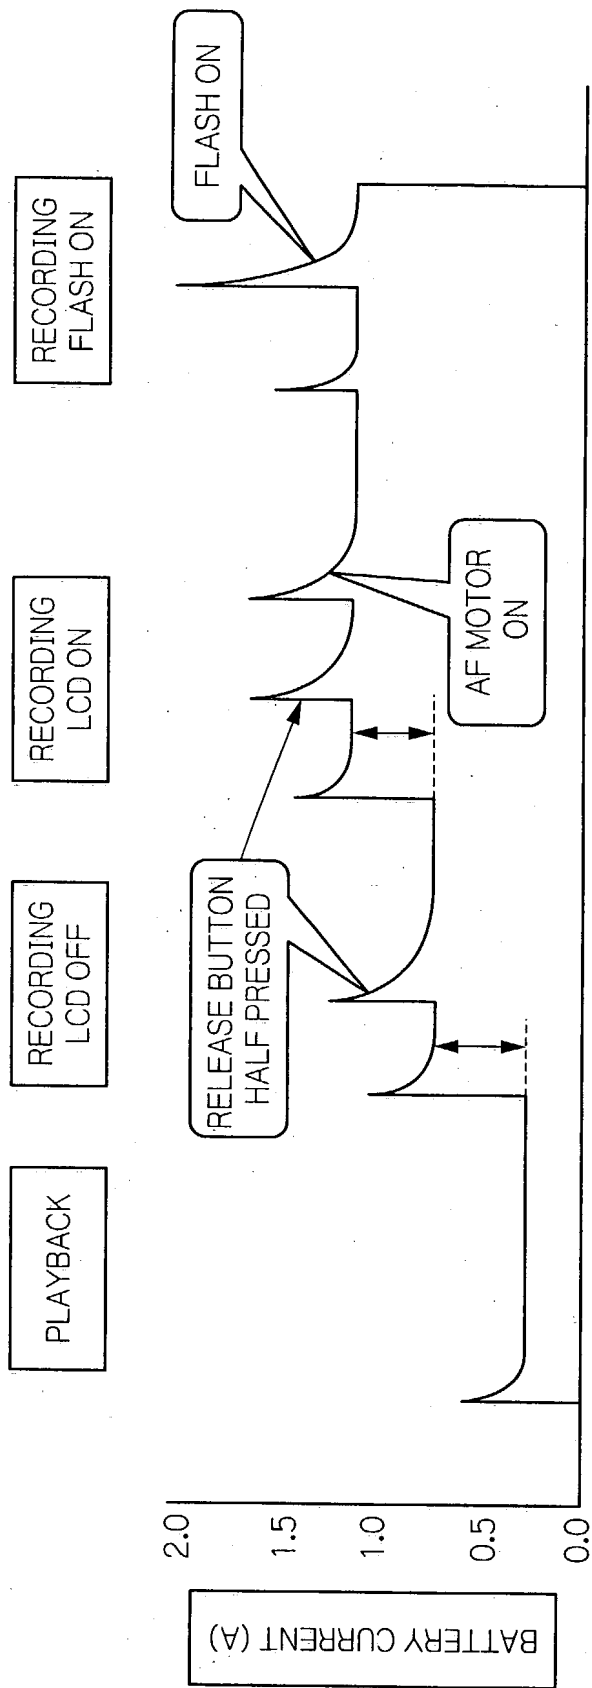 PLAYBACK
RECORDING
LCD OFF
RECORDING
LCD ON
RECORDING
FLASH ON
BATTERY CURRENT (A)
2.0
1.5
1.0
0.5
0.0
RELEASE BUTTON
HALF PRESSED
AF MOTOR
ON
FLASH ON